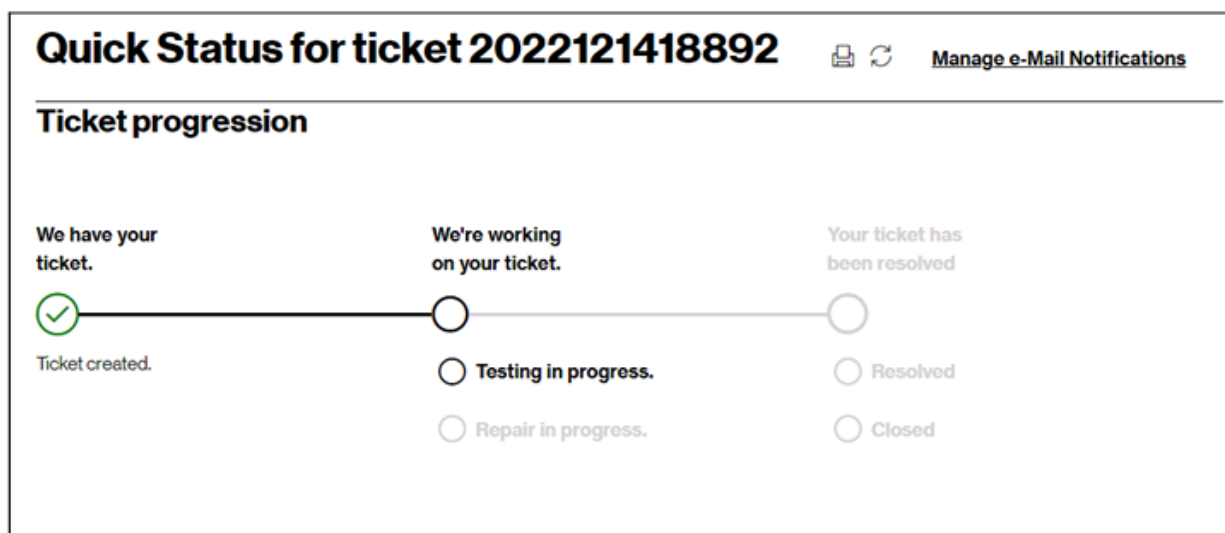 Quick Status for ticket 2022121418892
Manage e-Mail Notifications
Ticket progression
We have your
ticket.
We're working
on your ticket.
Your ticket has
been resolved
Ticket created.
Testing in progress.
Repair in progress.
Resolved
Closed